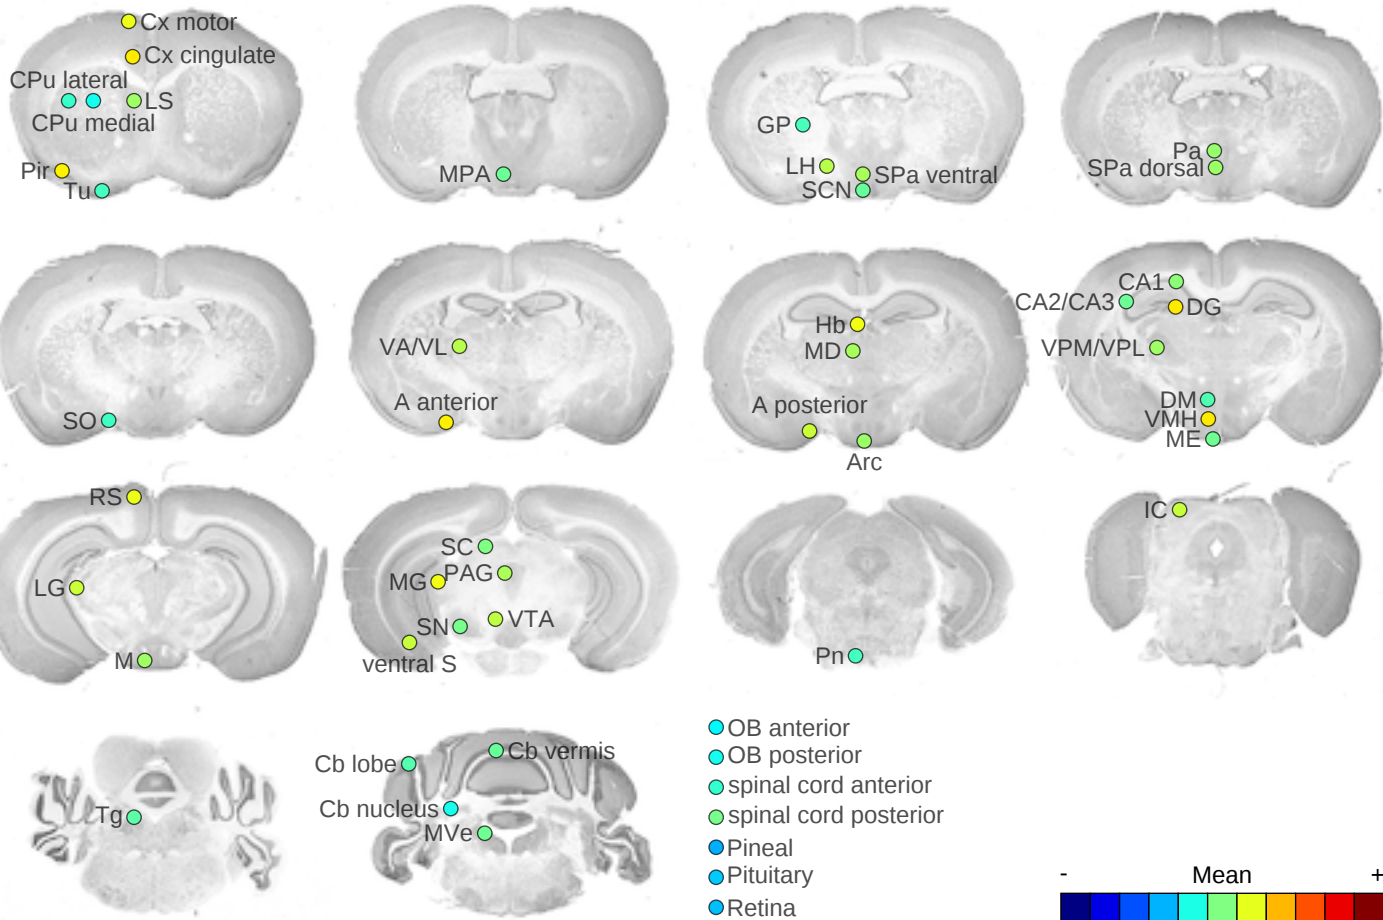 Cx motor
Cx cingulate
CPu lateral
LS
CPu medial
Pir
Tu
MPA
GP
LH
SPa ventral
SCN
Pa
SPa dorsal
SO
VA/VL
A anterior
Hb
MD
A posterior
Arc
CA1
CA2/CA3
DG
VPM/VPL
DM
VMH
ME
RS
LG
M
SC
PAG
MG
SN
VTA
ventral S
Pn
IC
Tg
Cb lobe
Cb vermis
Cb nucleus
MVe
OB anterior
OB posterior
spinal cord anterior
spinal cord posterior
Pineal
Pituitary
Retina
- Mean +